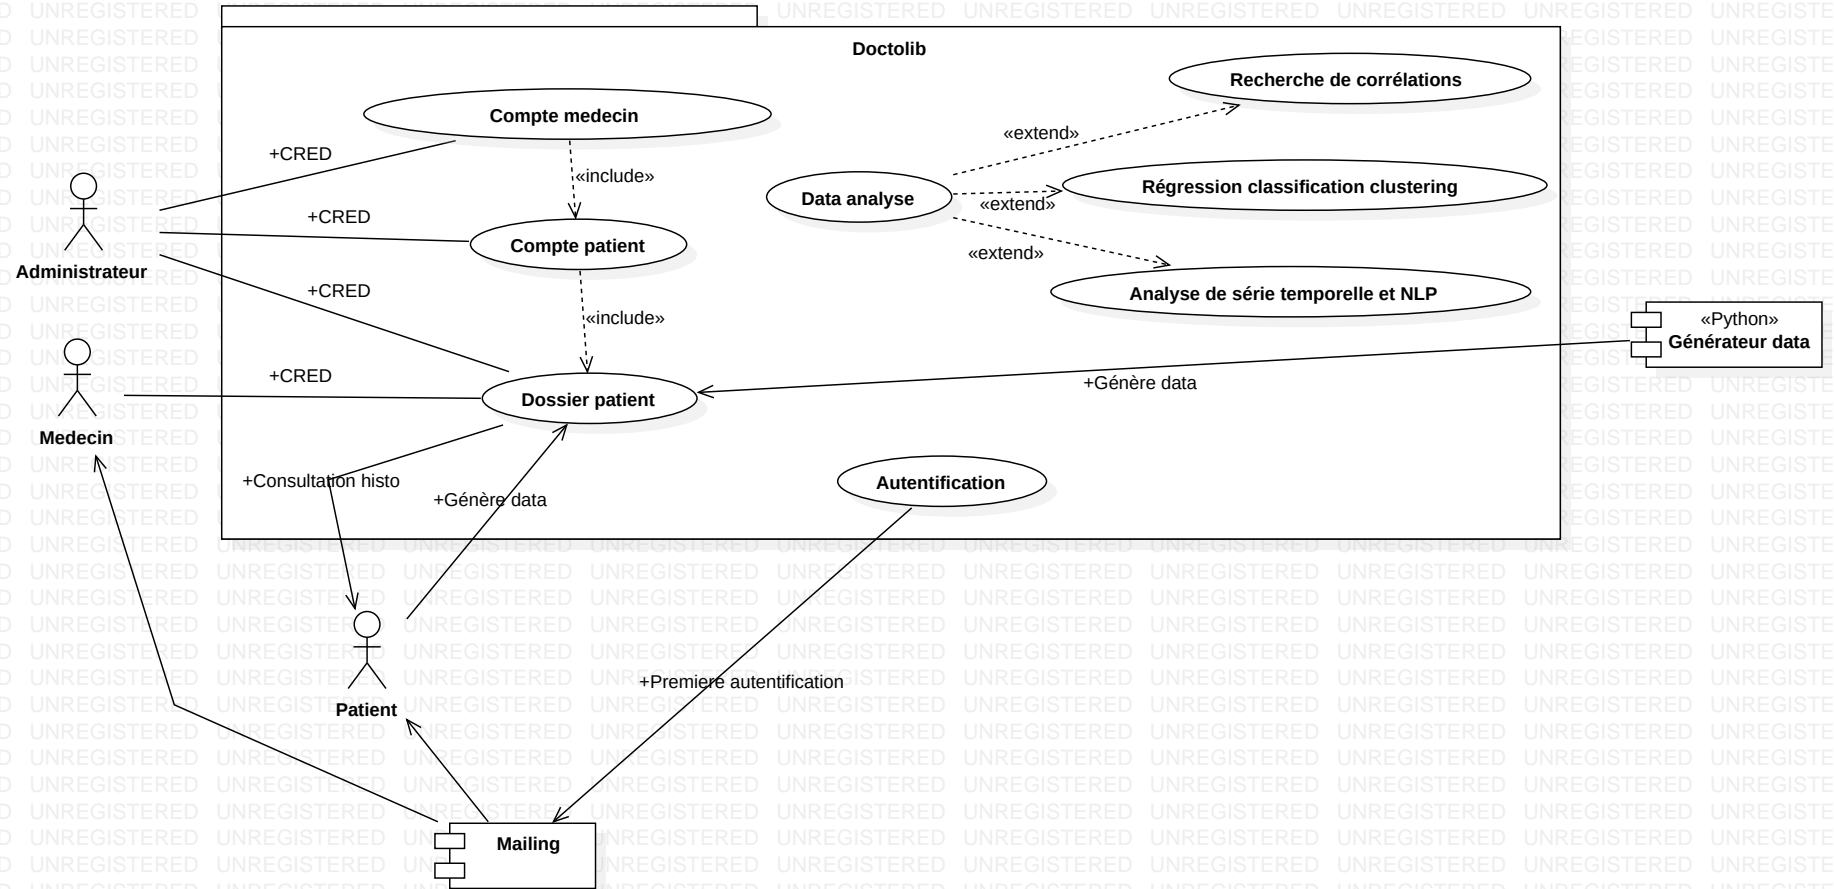 Doctolib
Recherche de corrélations
Compte medecin
«extend»
+CRED
«include»
Data analyse
Régression classification clustering
«extend»
+CRED
Compte patient
«extend»
Administrateur
+CRED
Analyse de série temporelle et NLP
«include»
«Python»
Générateur data
+CRED
+Génère data
Dossier patient
Medecin
+Consultation histo
+Génère data
Autentification
+Premiere autentification
Patient
Mailing
UNREGISTERED